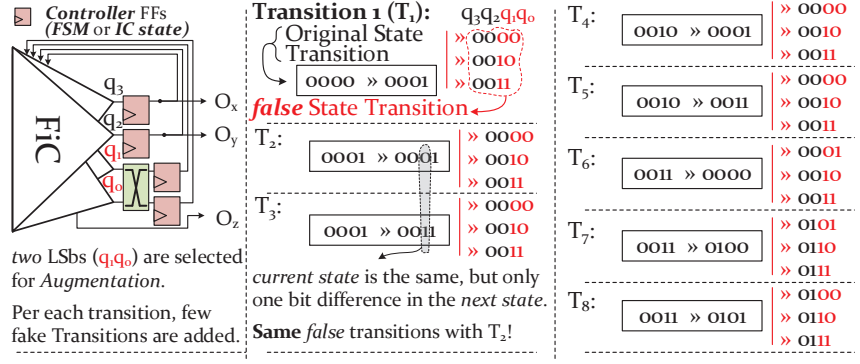 Controller FFs
(FSM or IC state)
q3
q2
q1
q0
FiC
Ox
Oy
Oz
two LSbs (q1q0) are selected
for Augmentation.
Per each transition, few
fake Transitions are added.
Transition 1 (T1): q3q2q1q0
Original State
Transition
0000 » 0001
» 0000
» 0010
» 0011
false State Transition
T2:
0001 » 0001
» 0000
» 0010
» 0011
T3:
0001 » 0011
» 0000
» 0010
» 0011
current state is the same, but only
one bit difference in the next state.
Same false transitions with T2!
T4:
0010 » 0001
» 0000
» 0010
» 0011
T5:
0010 » 0011
» 0000
» 0010
» 0011
T6:
0011 » 0000
» 0001
» 0010
» 0011
T7:
0011 » 0100
» 0101
» 0110
» 0111
T8:
0011 » 0101
» 0100
» 0110
» 0111